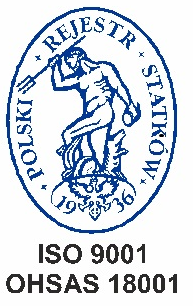 POLSKI REJESTR STATKÓW
1936
ISO 9001
OHSAS 18001